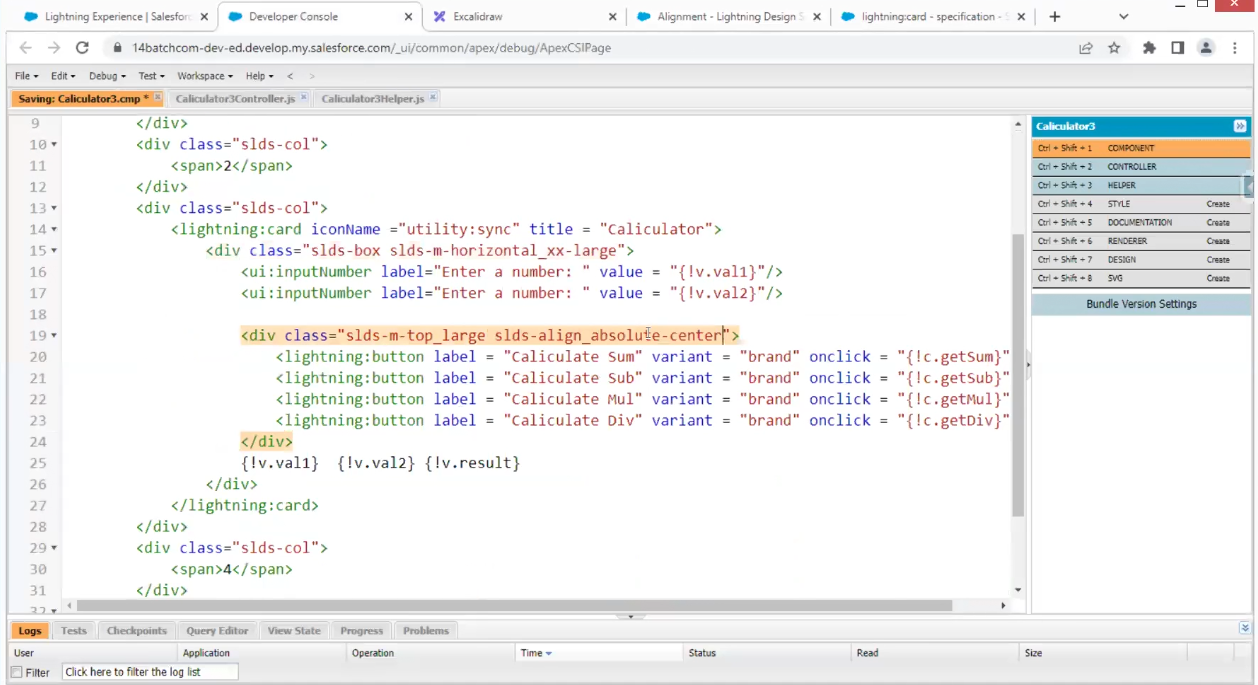 Lightning Experience | Salesfor
Developer Console
Excalidraw
Alignment - Lightning Design S
lightning:card - specification - S
14batchcom-dev-ed.develop.my.salesforce.com/_ui/common/apex/debug/ApexCSIPage
File Edit Debug Test Workspace Help < >
Saving: Caliculator3.cmp * Caliculator3Controller.js Caliculator3Helper.js
9 </div>
10 <div class="slds-col">
11 <span>2</span>
12 </div>
13 <div class="slds-col">
14 <lightning:card iconName ="utility:sync" title = "Caliculator">
15 <div class="slds-box slds-m-horizontal_xx-large">
16 <ui:inputNumber label="Enter a number: " value = "{!v.val1}"/>
17 <ui:inputNumber label="Enter a number: " value = "{!v.val2}"/>
18
19 <div class="slds-m-top_large slds-align_absolute-center">
20 <lightning:button label = "Caliculate Sum" variant = "brand" onclick = "{!c.getSum}"
21 <lightning:button label = "Caliculate Sub" variant = "brand" onclick = "{!c.getSub}"
22 <lightning:button label = "Caliculate Mul" variant = "brand" onclick = "{!c.getMul}"
23 <lightning:button label = "Caliculate Div" variant = "brand" onclick = "{!c.getDiv}"
24 </div>
25 {!v.val1} {!v.val2} {!v.result}
26 </div>
27 </lightning:card>
28 </div>
29 <div class="slds-col">
30 <span>4</span>
31 </div>
32
Caliculator3
Ctrl + Shift + 1 COMPONENT
Ctrl + Shift + 2 CONTROLLER
Ctrl + Shift + 3 HELPER
Ctrl + Shift + 4 STYLE Create
Ctrl + Shift + 5 DOCUMENTATION Create
Ctrl + Shift + 6 RENDERER Create
Ctrl + Shift + 7 DESIGN Create
Ctrl + Shift + 8 SVG Create
Bundle Version Settings
Logs Tests Checkpoints Query Editor View State Progress Problems
User Application Operation Time Status Read Size
Filter Click here to filter the log list